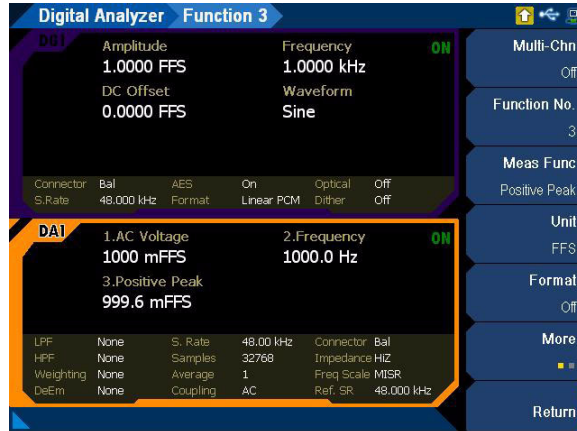 Digital Analyzer Function 3
DG1
Amplitude Frequency ON
1.0000 FFS 1.0000 kHz
DC Offset Waveform
0.0000 FFS Sine
Connector Bal AES On Optical Off
S.Rate 48.000 kHz Format Linear PCM Dither Off
DA1
1.AC Voltage 2.Frequency ON
1000 mFFS 1000.0 Hz
3.Positive Peak
999.6 mFFS
LPF None S. Rate 48.00 kHz Connector Bal
HPF None Samples 32768 Impedance HiZ
Weighting None Average 1 Freq Scale MISR
DeEm None Coupling AC Ref. SR 48.000 kHz
Multi-Chn
Off
Function No.
3
Meas Func
Positive Peak
Unit
FFS
Format
Off
More
Return